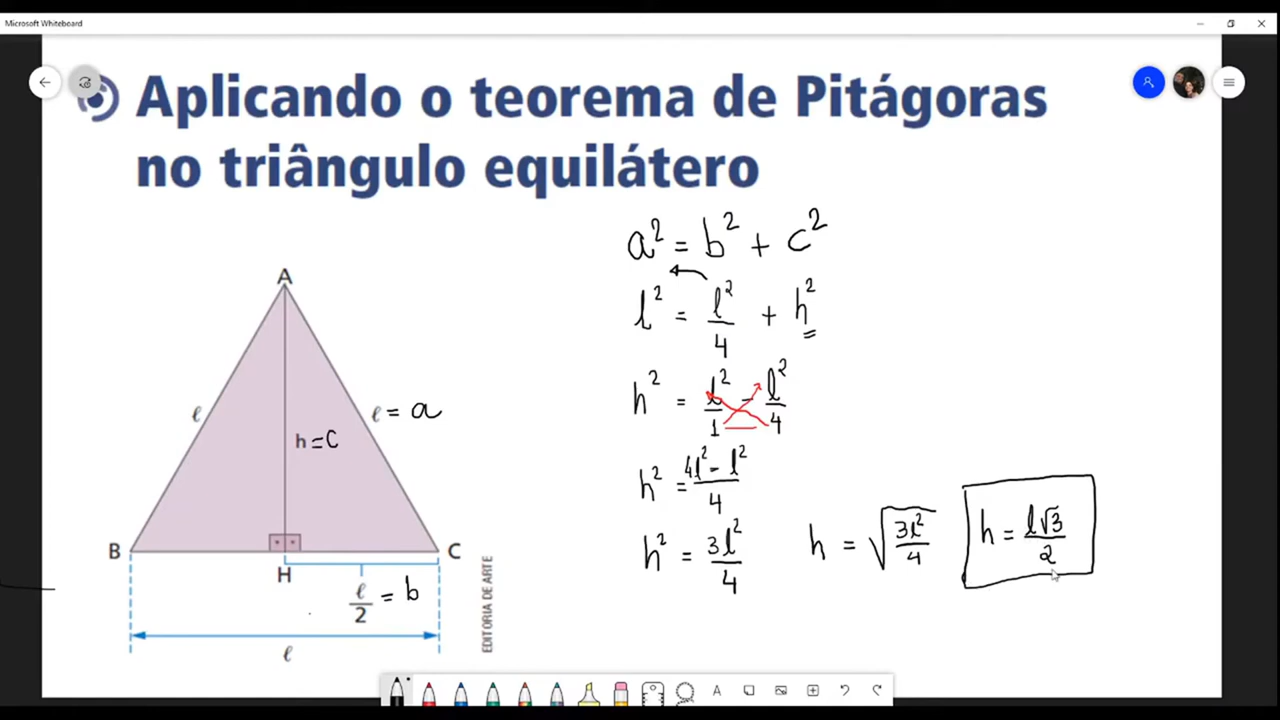 Microsoft Whiteboard
Aplicando o teorema de Pitágoras
no triângulo equilátero
a² = b² + c²
l² = l²/4 + h²
h² = l²/1 - l²/4
h² = 4l² - l²/4
h² = 3l²/4
h = √3l²/4
h = l√3/2
A
ℓ
ℓ = a
h = c
B
C
H
ℓ/2 = b
ℓ
EDITORIA DE ARTE
A